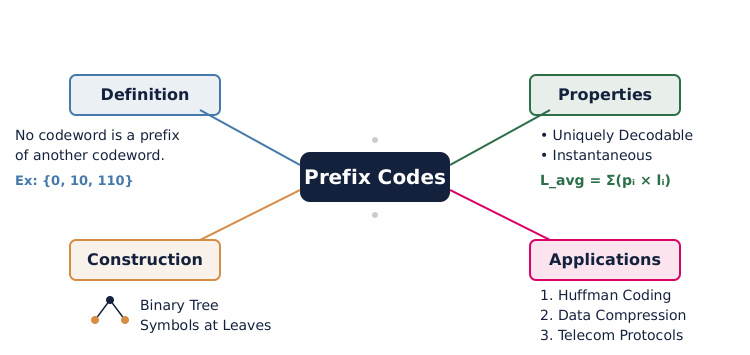 Definition
No codeword is a prefix
of another codeword.
Ex: {0, 10, 110}
Properties
• Uniquely Decodable
• Instantaneous
L_avg = Σ(pᵢ × lᵢ)
Prefix Codes
Construction
Binary Tree
Symbols at Leaves
Applications
1. Huffman Coding
2. Data Compression
3. Telecom Protocols